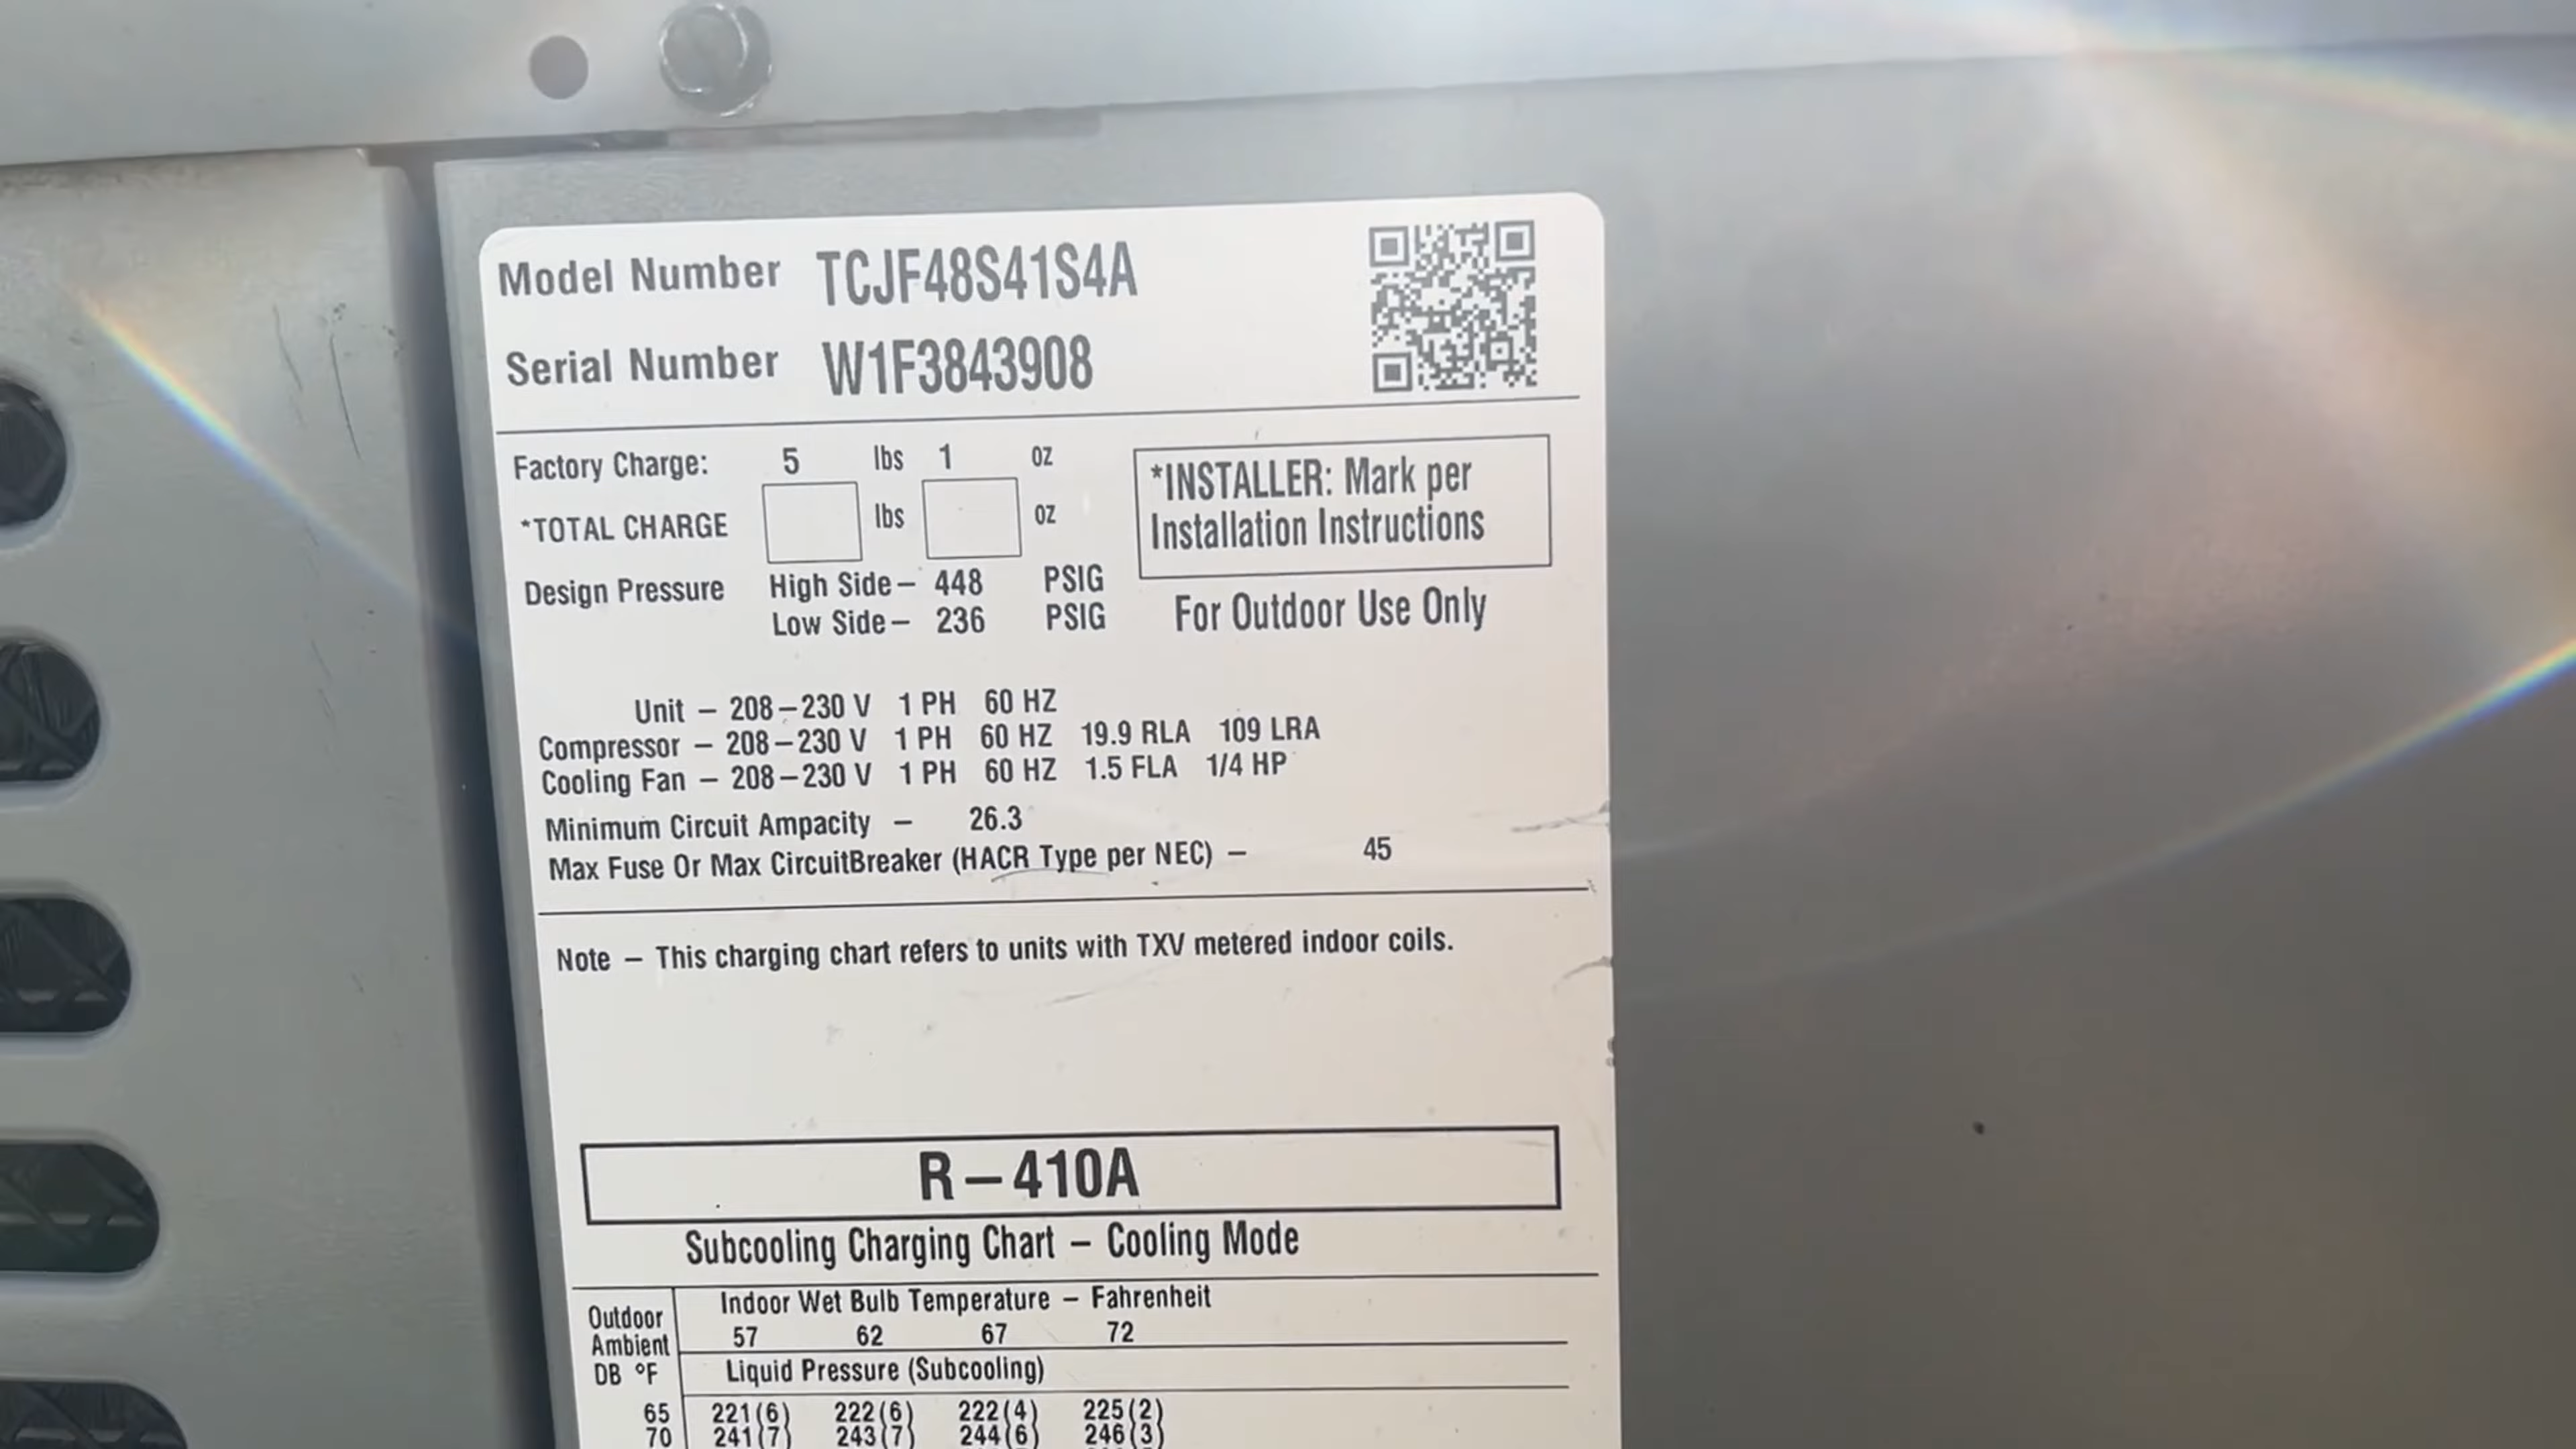 Model Number TCJF48S41S4A
Serial Number W1F3843908
Factory Charge: 5 lbs 1 oz
*TOTAL CHARGE lbs oz
*INSTALLER: Mark per
Installation Instructions
Design Pressure High Side – 448 PSIG
Low Side – 236 PSIG
For Outdoor Use Only
Unit – 208–230 V 1 PH 60 HZ
Compressor – 208–230 V 1 PH 60 HZ 19.9 RLA 109 LRA
Cooling Fan – 208–230 V 1 PH 60 HZ 1.5 FLA 1/4 HP
Minimum Circuit Ampacity – 26.3
Max Fuse Or Max CircuitBreaker (HACR Type per NEC) – 45
Note – This charging chart refers to units with TXV metered indoor coils.
R–410A
Subcooling Charging Chart – Cooling Mode
Outdoor
Ambient
DB °F
Indoor Wet Bulb Temperature – Fahrenheit
57 62 67 72
Liquid Pressure (Subcooling)
65 221(6) 222(6) 222(4) 225(2)
70 241(7) 243(7) 244(6) 246(3)